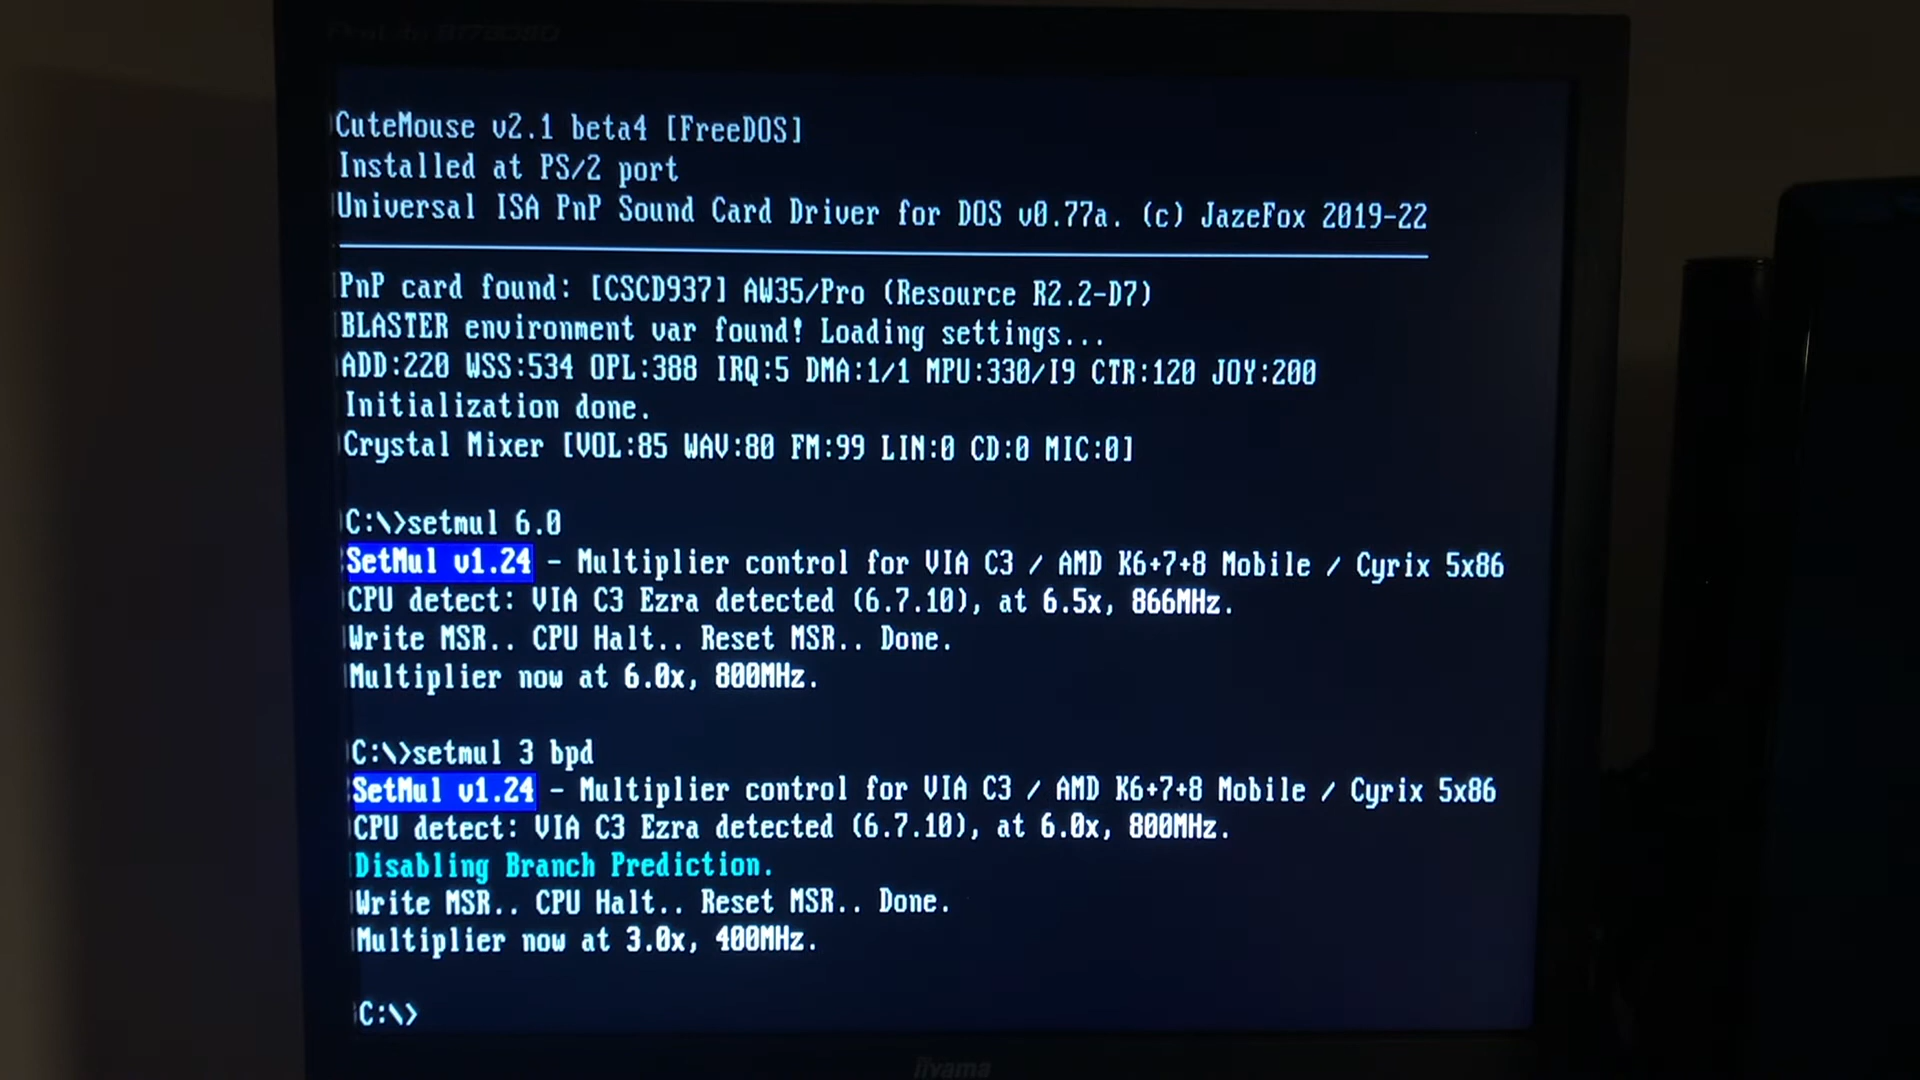 CuteMouse v2.1 beta4 [FreeDOS]
Installed at PS/2 port
Universal ISA PnP Sound Card Driver for DOS v0.77a. (c) JazeFox 2019-22
PnP card found: [CSCD937] AW35/Pro (Resource R2.2-D7)
BLASTER environment var found! Loading settings...
ADD:220 WSS:534 OPL:388 IRQ:5 DMA:1/1 MPU:330/I9 CTR:120 JOY:200
Initialization done.
Crystal Mixer [VOL:85 WAV:80 FM:99 LIN:0 CD:0 MIC:0]
C:\>setmul 6.0
SetMul v1.24 - Multiplier control for VIA C3 / AMD K6+7+8 Mobile / Cyrix 5x86
CPU detect: VIA C3 Ezra detected (6.7.10), at 6.5x, 866MHz.
Write MSR.. CPU Halt.. Reset MSR.. Done.
Multiplier now at 6.0x, 800MHz.
C:\>setmul 3 bpd
SetMul v1.24 - Multiplier control for VIA C3 / AMD K6+7+8 Mobile / Cyrix 5x86
CPU detect: VIA C3 Ezra detected (6.7.10), at 6.0x, 800MHz.
Disabling Branch Prediction.
Write MSR.. CPU Halt.. Reset MSR.. Done.
Multiplier now at 3.0x, 400MHz.
C:\>
iiyama